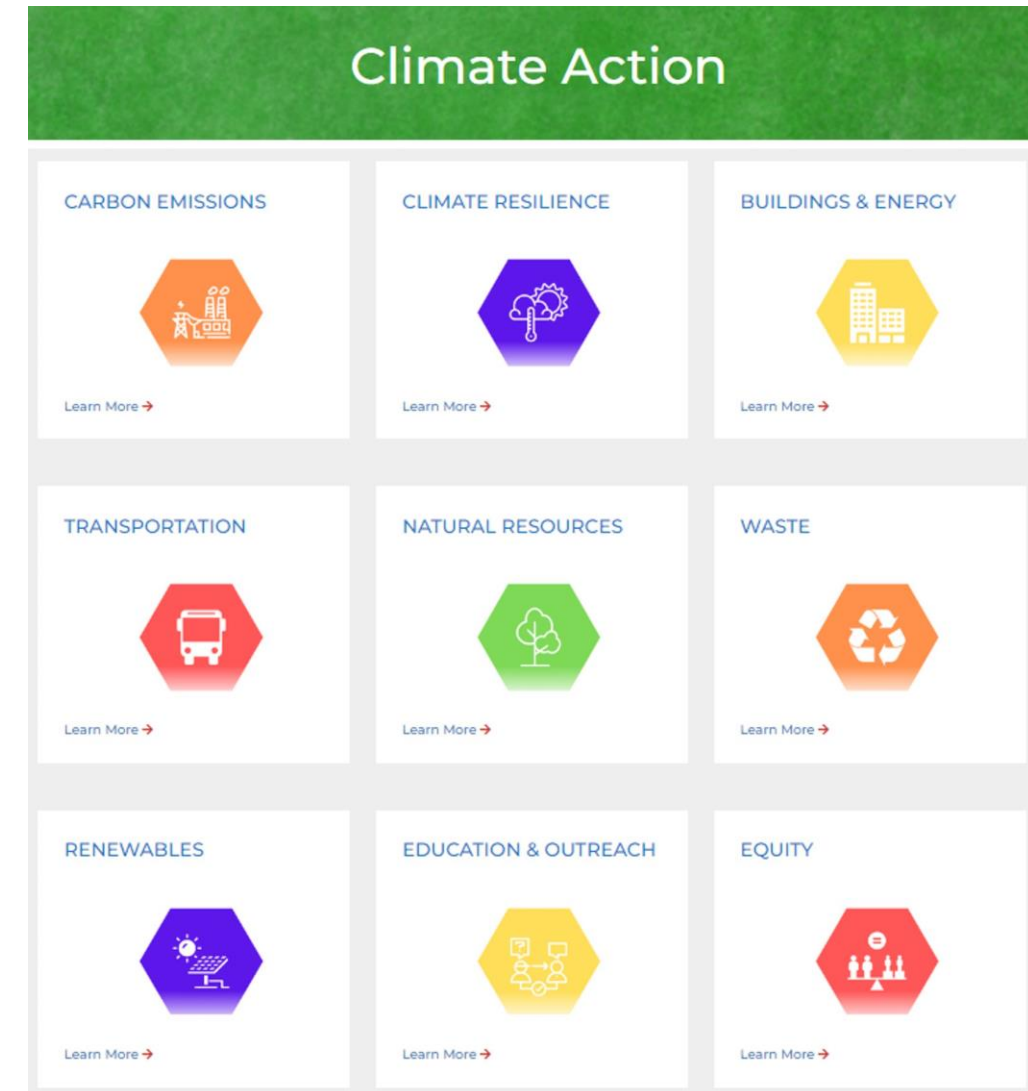 Climate Action
CARBON EMISSIONS
Learn More →
CLIMATE RESILIENCE
Learn More →
BUILDINGS & ENERGY
Learn More →
TRANSPORTATION
Learn More →
NATURAL RESOURCES
Learn More →
WASTE
Learn More →
RENEWABLES
Learn More →
EDUCATION & OUTREACH
?
Learn More →
EQUITY
=
Learn More →